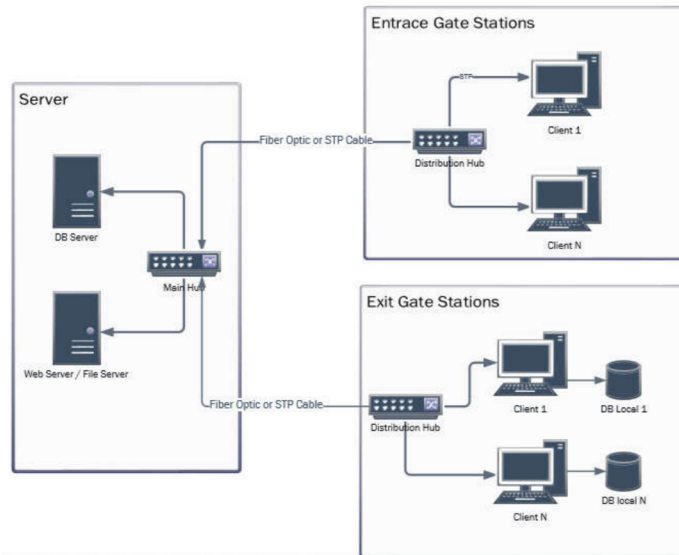 Entrace Gate Stations
STP
Client 1
Distribution Hub
Client N
Fiber Optic or STP Cable
Server
DB Server
Main Hub
Web Server / File Server
Fiber Optic or STP Cable
Exit Gate Stations
Client 1
DB Local 1
Distribution Hub
Client N
DB local N